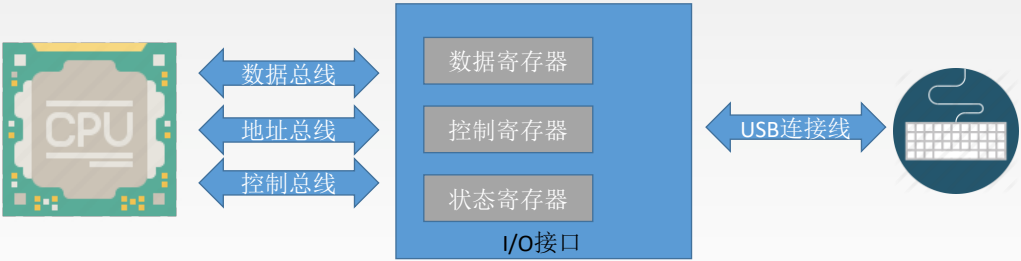 CPU
数据总线
地址总线
控制总线
数据寄存器
控制寄存器
状态寄存器
I/O接口
USB连接线